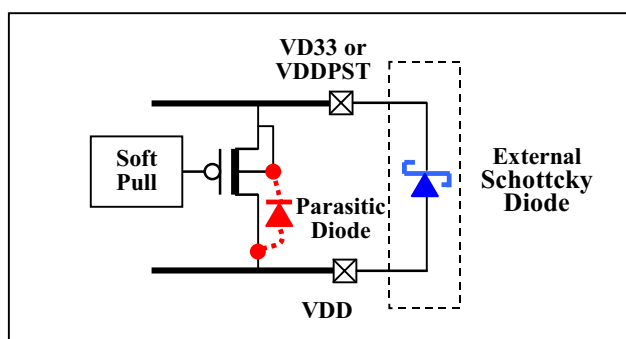 VD33 or
VDDPST
Soft
Pull
Parasitic
Diode
External
Schottcky
Diode
VDD